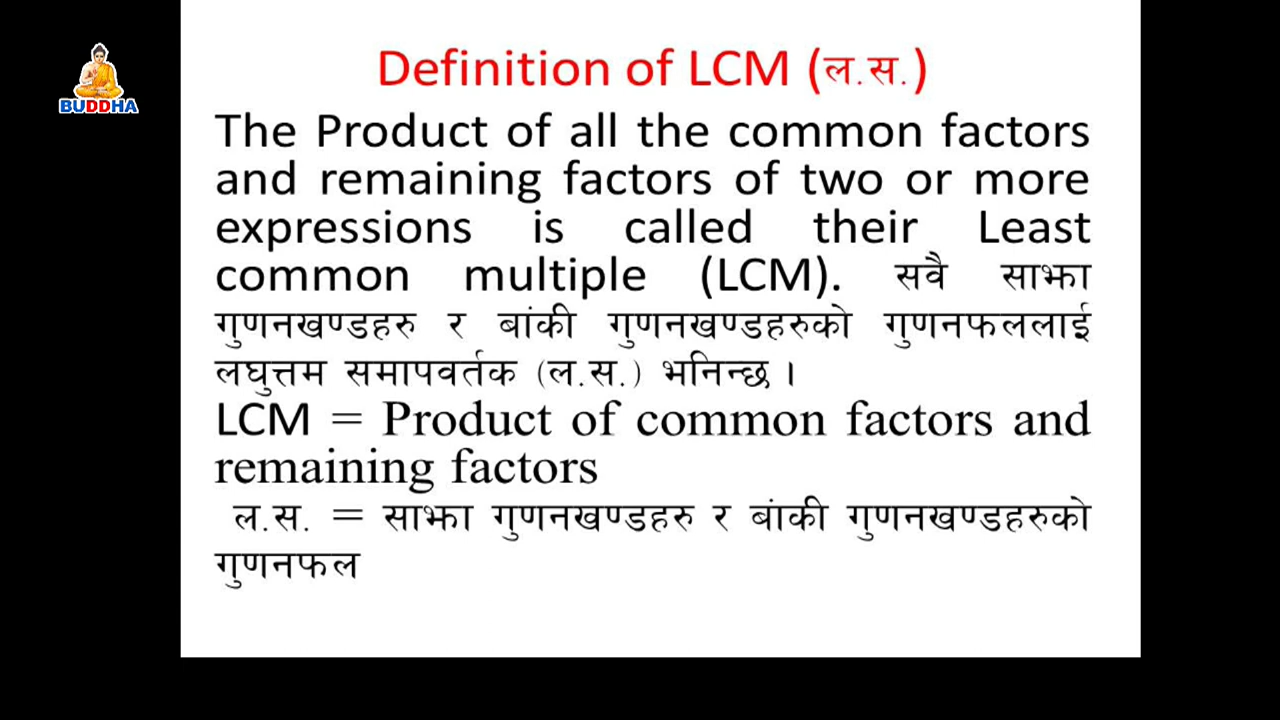 BUDDHA
Definition of LCM (ल.स.)
The Product of all the common factors
and remaining factors of two or more
expressions is called their Least
common multiple (LCM). सवै साझा
गुणनखण्डहरु र बांकी गुणनखण्डहरुको गुणनफललाई
लघुत्तम समापवर्तक (ल.स.) भनिन्छ ।
LCM = Product of common factors and
remaining factors
ल.स. = साझा गुणनखण्डहरु र बांकी गुणनखण्डहरुको
गुणनफल